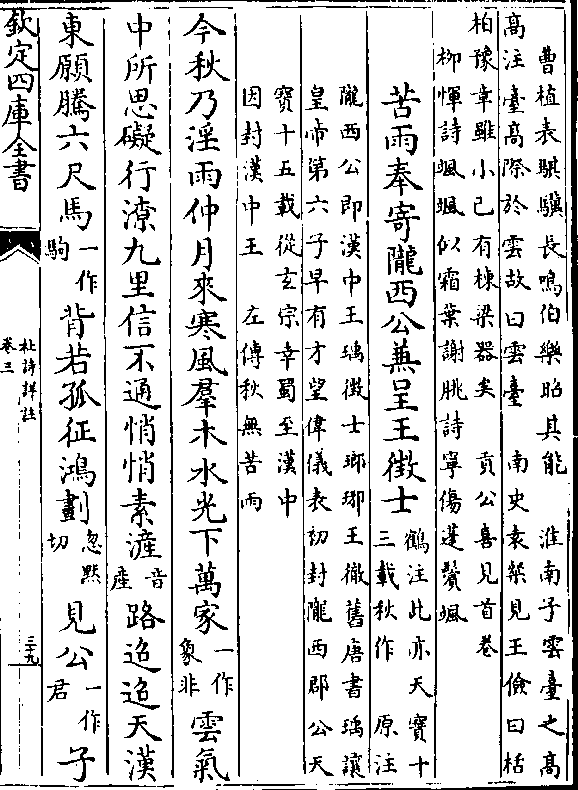 曹植表騏驥長鳴伯樂昭其能　淮南子雲臺之高
高注臺高際於雲故曰雲臺　南史袁粲見王儉曰栝
柏豫章雖小已有棟梁器矣　貢公喜見首卷
柳惲詩颯颯似霜葉謝脁詩寧傷蓬鬢颯
苦雨奉寄隴西公兼呈王徴士鶴注此亦天寶十
三載秋作　原注
隴西公即漢中王瑀徴士瑯琊王徹舊唐書瑀讓
皇帝第六子早有才望偉儀表初封隴西郡公天
寶十五載從玄宗幸蜀至漢中
因封漢中王　左傳秋無苦雨
今秋乃淫雨仲月來寒風羣木水光下萬家一作
象非雲氣
中所思礙行潦九里信不通悄悄素滻音
産路迢迢天漢
東願騰六尺馬一作
駒背若孤征鴻劃忽黙
切見公一作
君子
欽定四庫全書
杜詩詳註
卷三
三十九